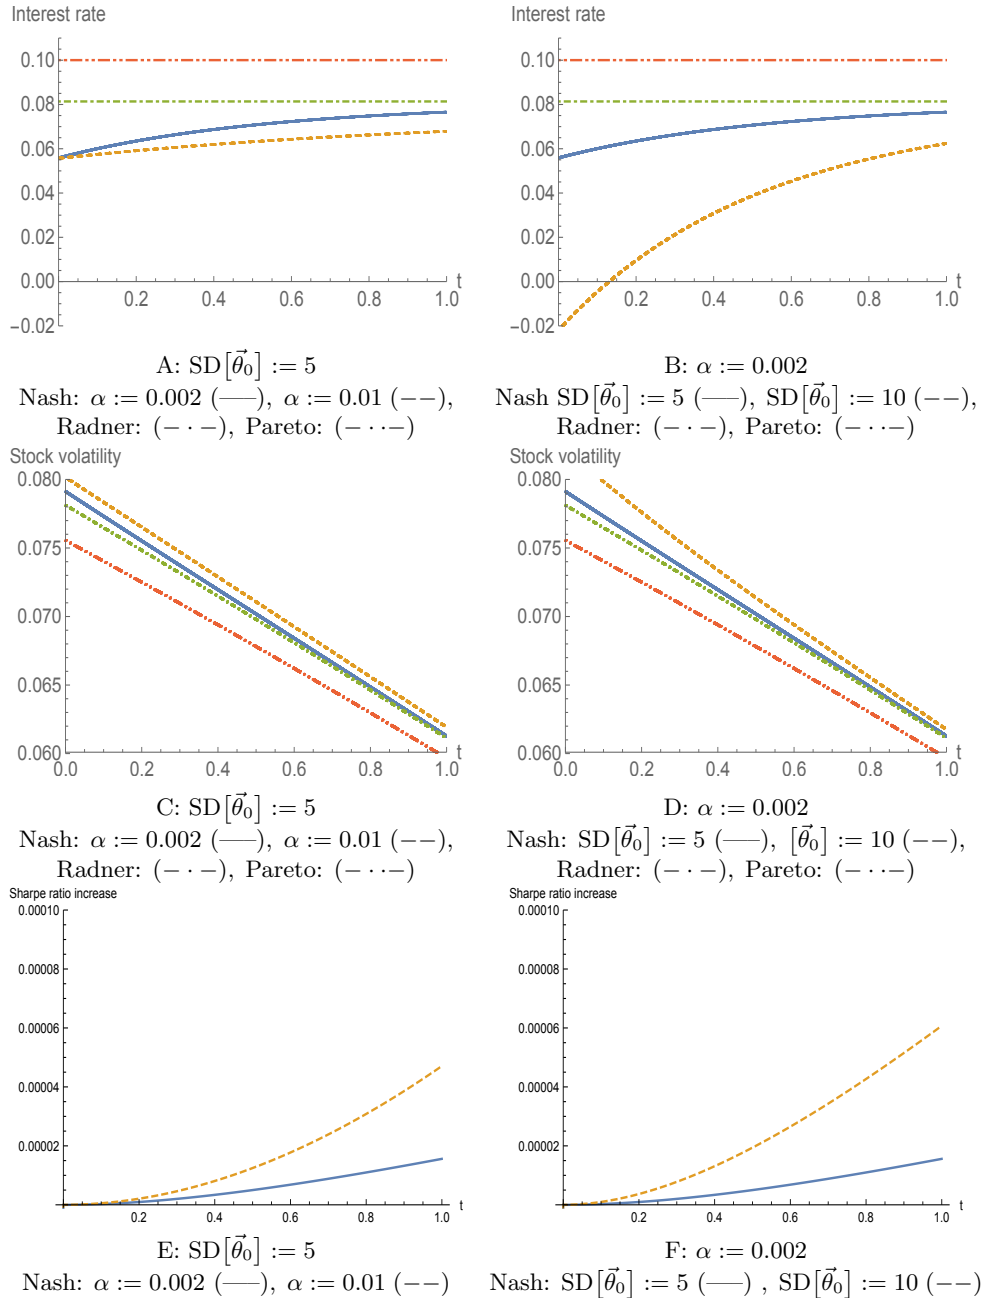 Interest rate
0.10
0.08
0.06
0.04
0.02
0.00
−0.02
0.2 0.4 0.6 0.8 1.0
t
A: SD[θ⃗₀] := 5
Nash: α := 0.002 (—–), α := 0.01 (−−),
Radner: (− · −), Pareto: (− · ·−)
Interest rate
0.10
0.08
0.06
0.04
0.02
0.00
−0.02
0.2 0.4 0.6 0.8 1.0
t
B: α := 0.002
Nash SD[θ⃗₀] := 5 (—–), SD[θ⃗₀] := 10 (−−),
Radner: (− · −), Pareto: (− · ·−)
Stock volatility
0.080
0.075
0.070
0.065
0.060
0.0 0.2 0.4 0.6 0.8 1.0
t
C: SD[θ⃗₀] := 5
Nash: α := 0.002 (—–), α := 0.01 (−−),
Radner: (− · −), Pareto: (− · ·−)
Stock volatility
0.080
0.075
0.070
0.065
0.060
0.0 0.2 0.4 0.6 0.8 1.0
t
D: α := 0.002
Nash: SD[θ⃗₀] := 5 (—–), [θ⃗₀] := 10 (−−),
Radner: (− · −), Pareto: (− · ·−)
Sharpe ratio increase
0.00010
0.00008
0.00006
0.00004
0.00002
0.2 0.4 0.6 0.8 1.0
t
E: SD[θ⃗₀] := 5
Nash: α := 0.002 (—–), α := 0.01 (−−)
Sharpe ratio increase
0.00010
0.00008
0.00006
0.00004
0.00002
0.2 0.4 0.6 0.8 1.0
t
F: α := 0.002
Nash: SD[θ⃗₀] := 5 (—–) , SD[θ⃗₀] := 10 (−−)